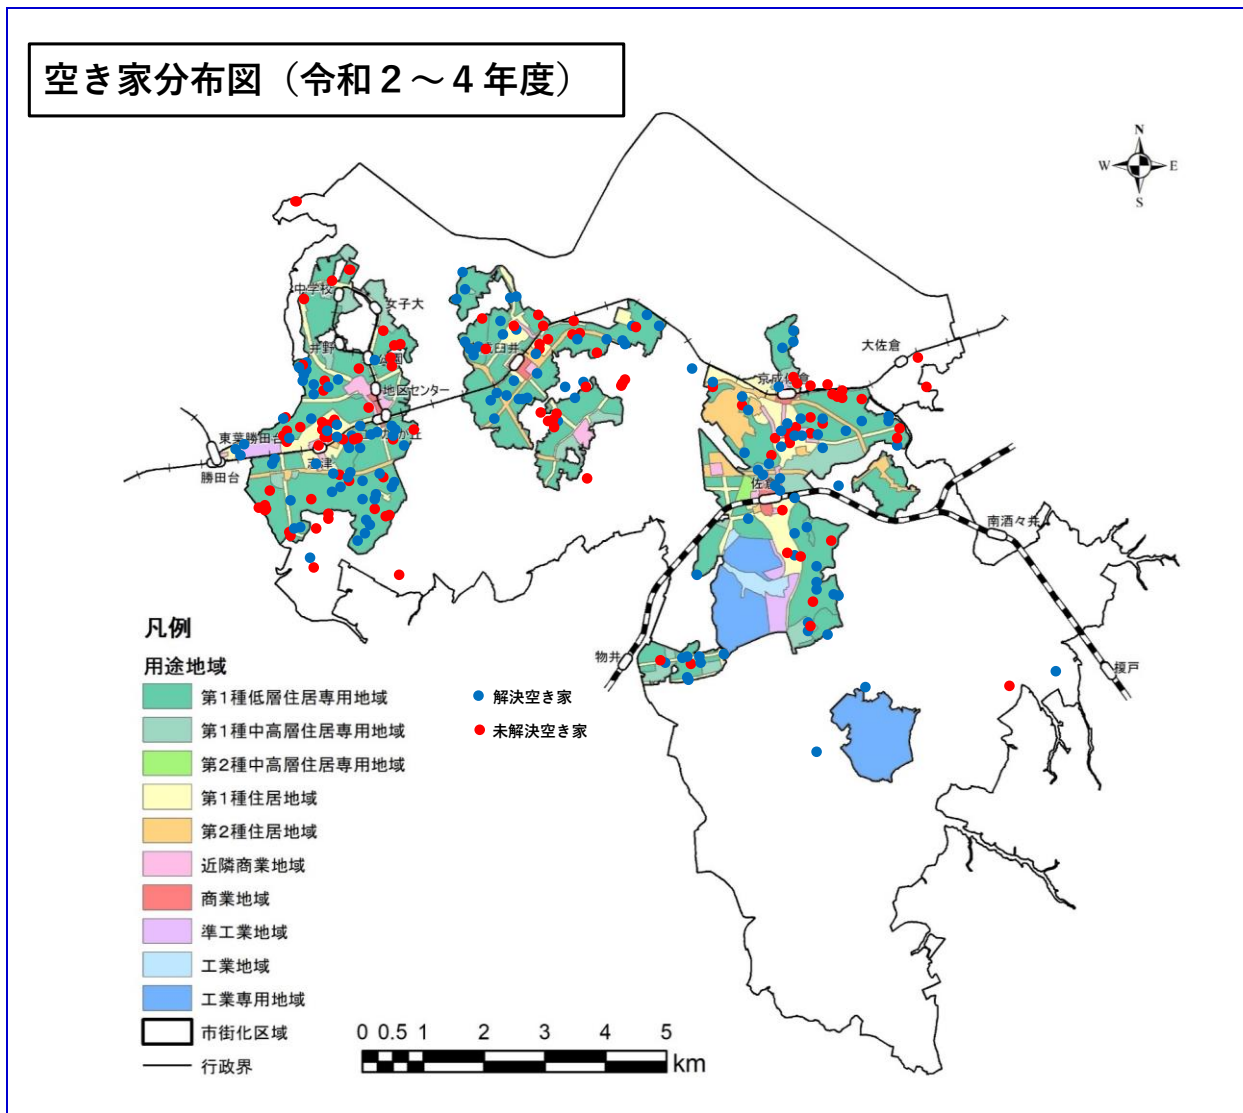 空き家分布図（令和２～４年度）
N
W
E
S
中学校
女子大
井野
公園
地区センター
東葉勝田台
勝田台
志津
臼井
京成佐倉
大佐倉
佐倉
南酒々井
物井
榎戸
凡例
用途地域
第１種低層住居専用地域
第１種中高層住居専用地域
第２種中高層住居専用地域
第１種住居地域
第２種住居地域
近隣商業地域
商業地域
準工業地域
工業地域
工業専用地域
市街化区域
行政界
解決空き家
未解決空き家
0 0.5 1 2 3 4 5
km